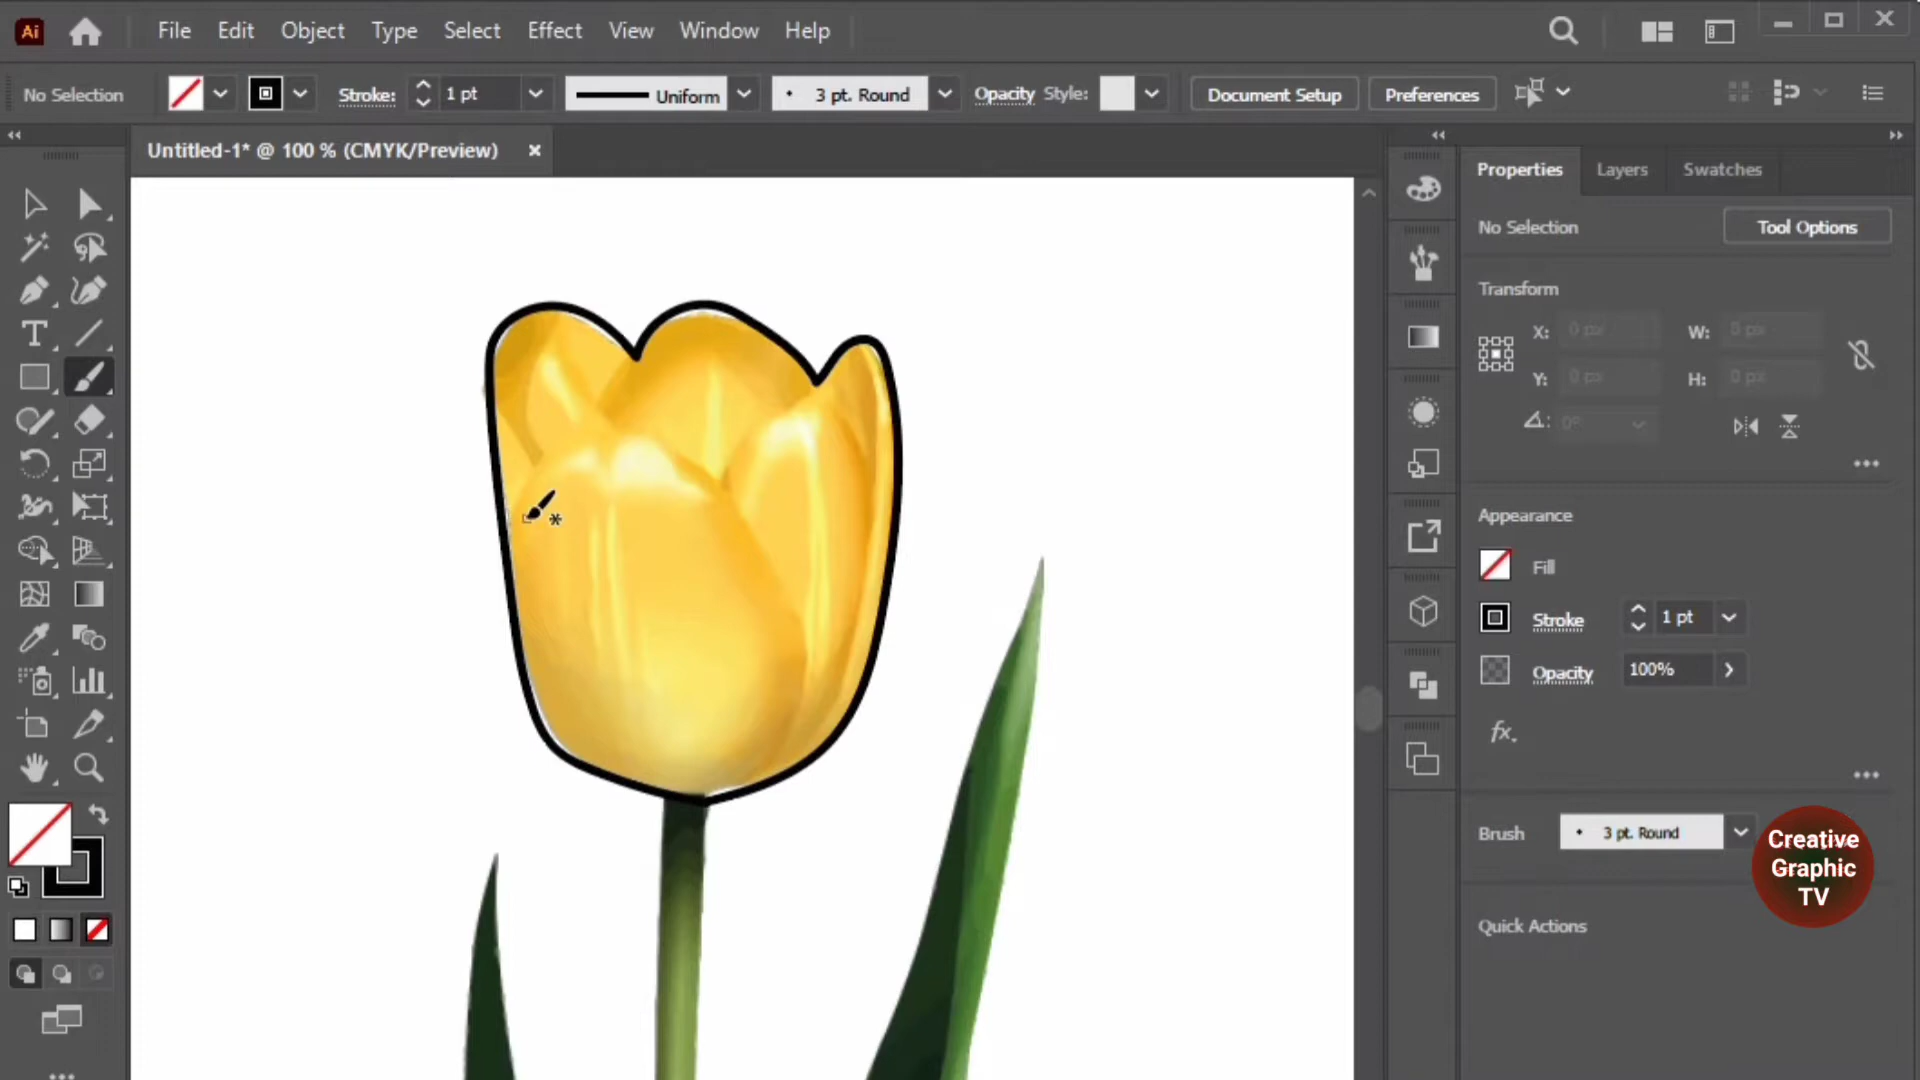 Ai File Edit Object Type Select Effect View Window Help
No Selection Stroke: 1 pt Uniform 3 pt. Round Opacity Style: Document Setup Preferences
Untitled-1* @ 100 % (CMYK/Preview) ×
Properties Layers Swatches
No Selection Tool Options
Transform
X: 0 px W: 0 px
Y: 0 px H: 0 px
0°
Appearance
Fill
Stroke 1 pt
Opacity 100%
fx.
Brush 3 pt. Round
Creative
Graphic
TV
Quick Actions